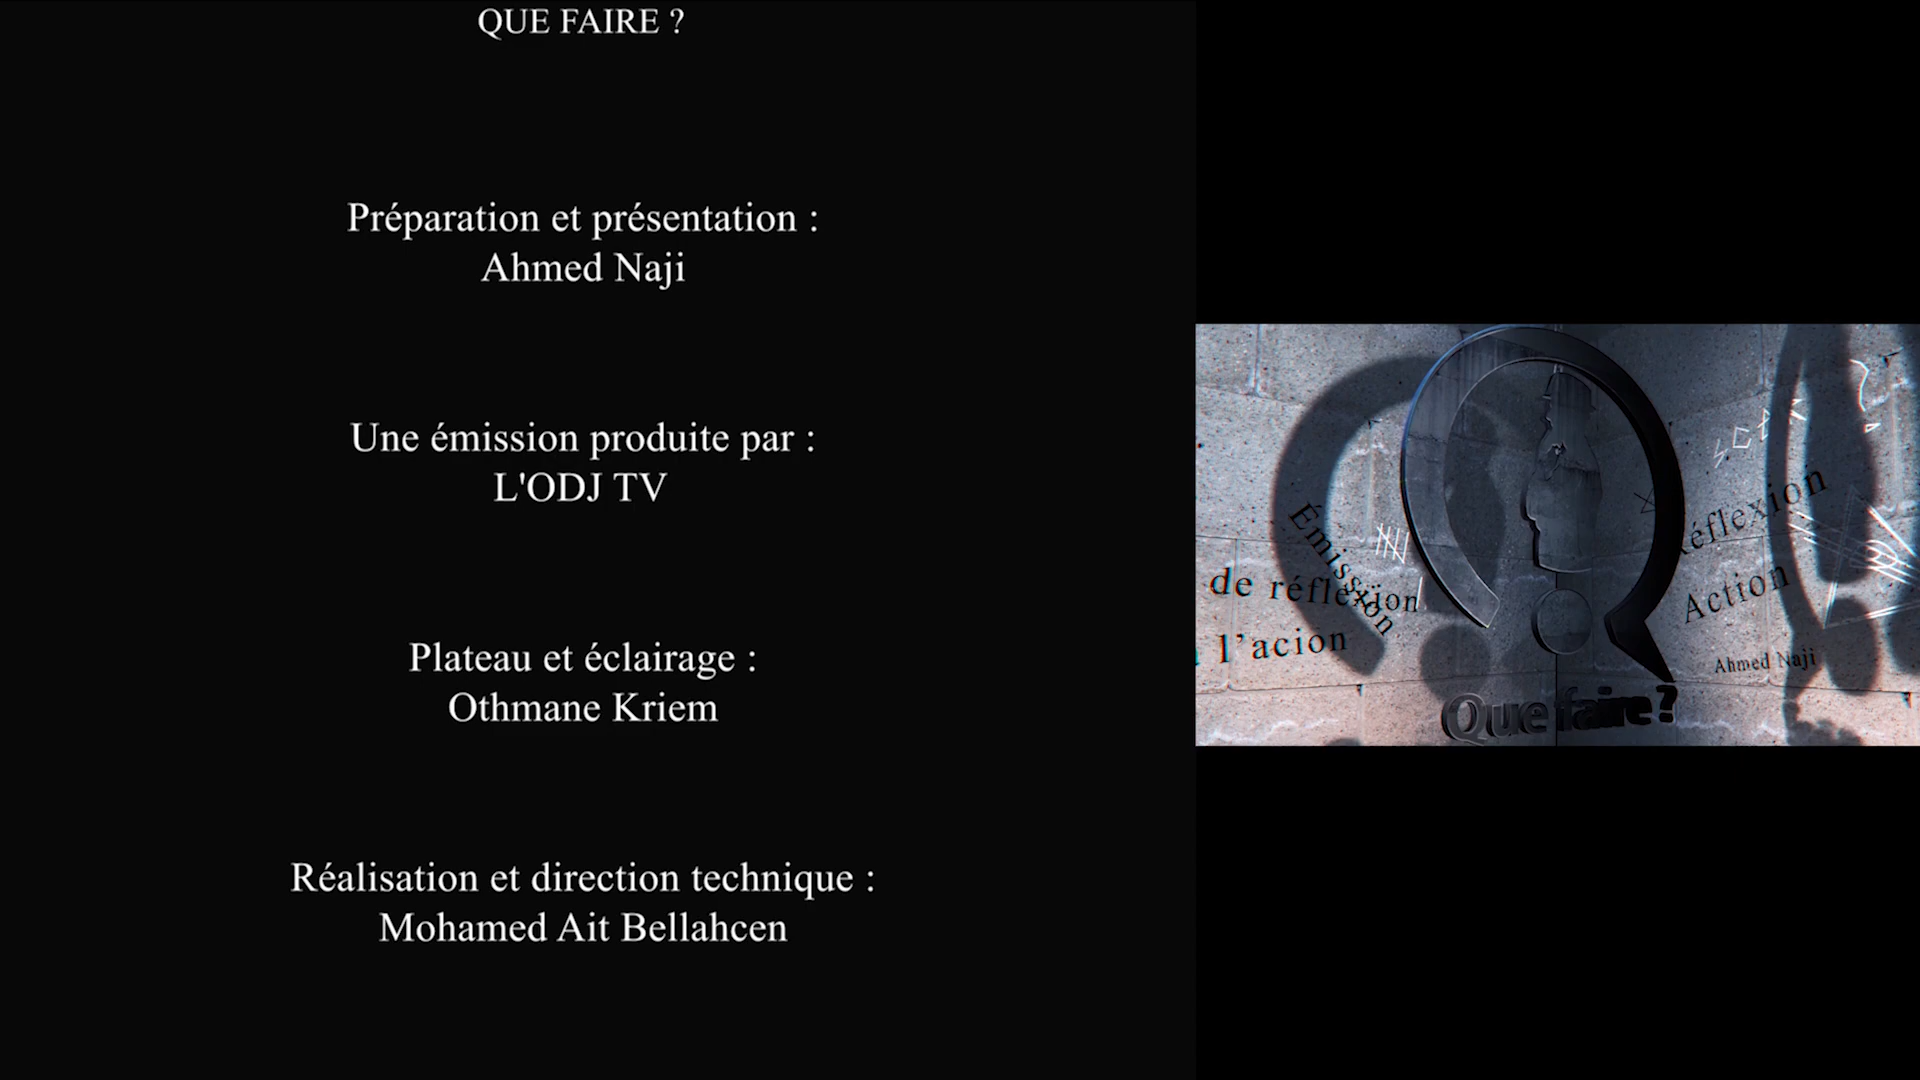 QUE FAIRE ?
Préparation et présentation :
Ahmed Naji
Une émission produite par :
L'ODJ TV
Plateau et éclairage :
Othmane Kriem
Réalisation et direction technique :
Mohamed Ait Bellahcen
Émission
de réflexion
l’acion
Réflexion
Action
Ahmed Naji
Que faire ?